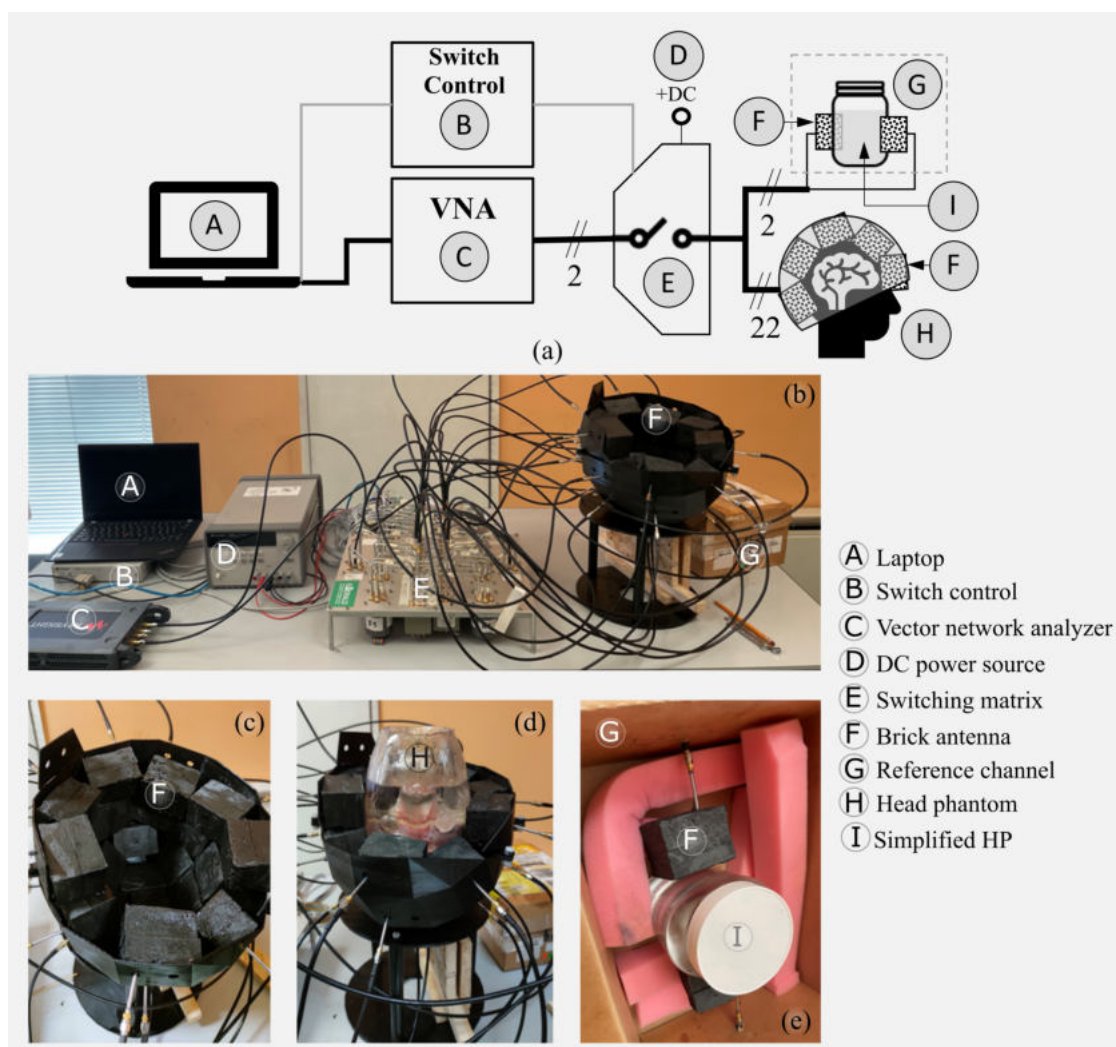 Switch
Control
B
D
+DC
G
F
A
VNA
C
2
E
2
22
I
F
H
(a)
(b)
A
B
C
D
E
F
G
(c)
F
(d)
H
G
F
I
(e)
A Laptop
B Switch control
C Vector network analyzer
D DC power source
E Switching matrix
F Brick antenna
G Reference channel
H Head phantom
I Simplified HP